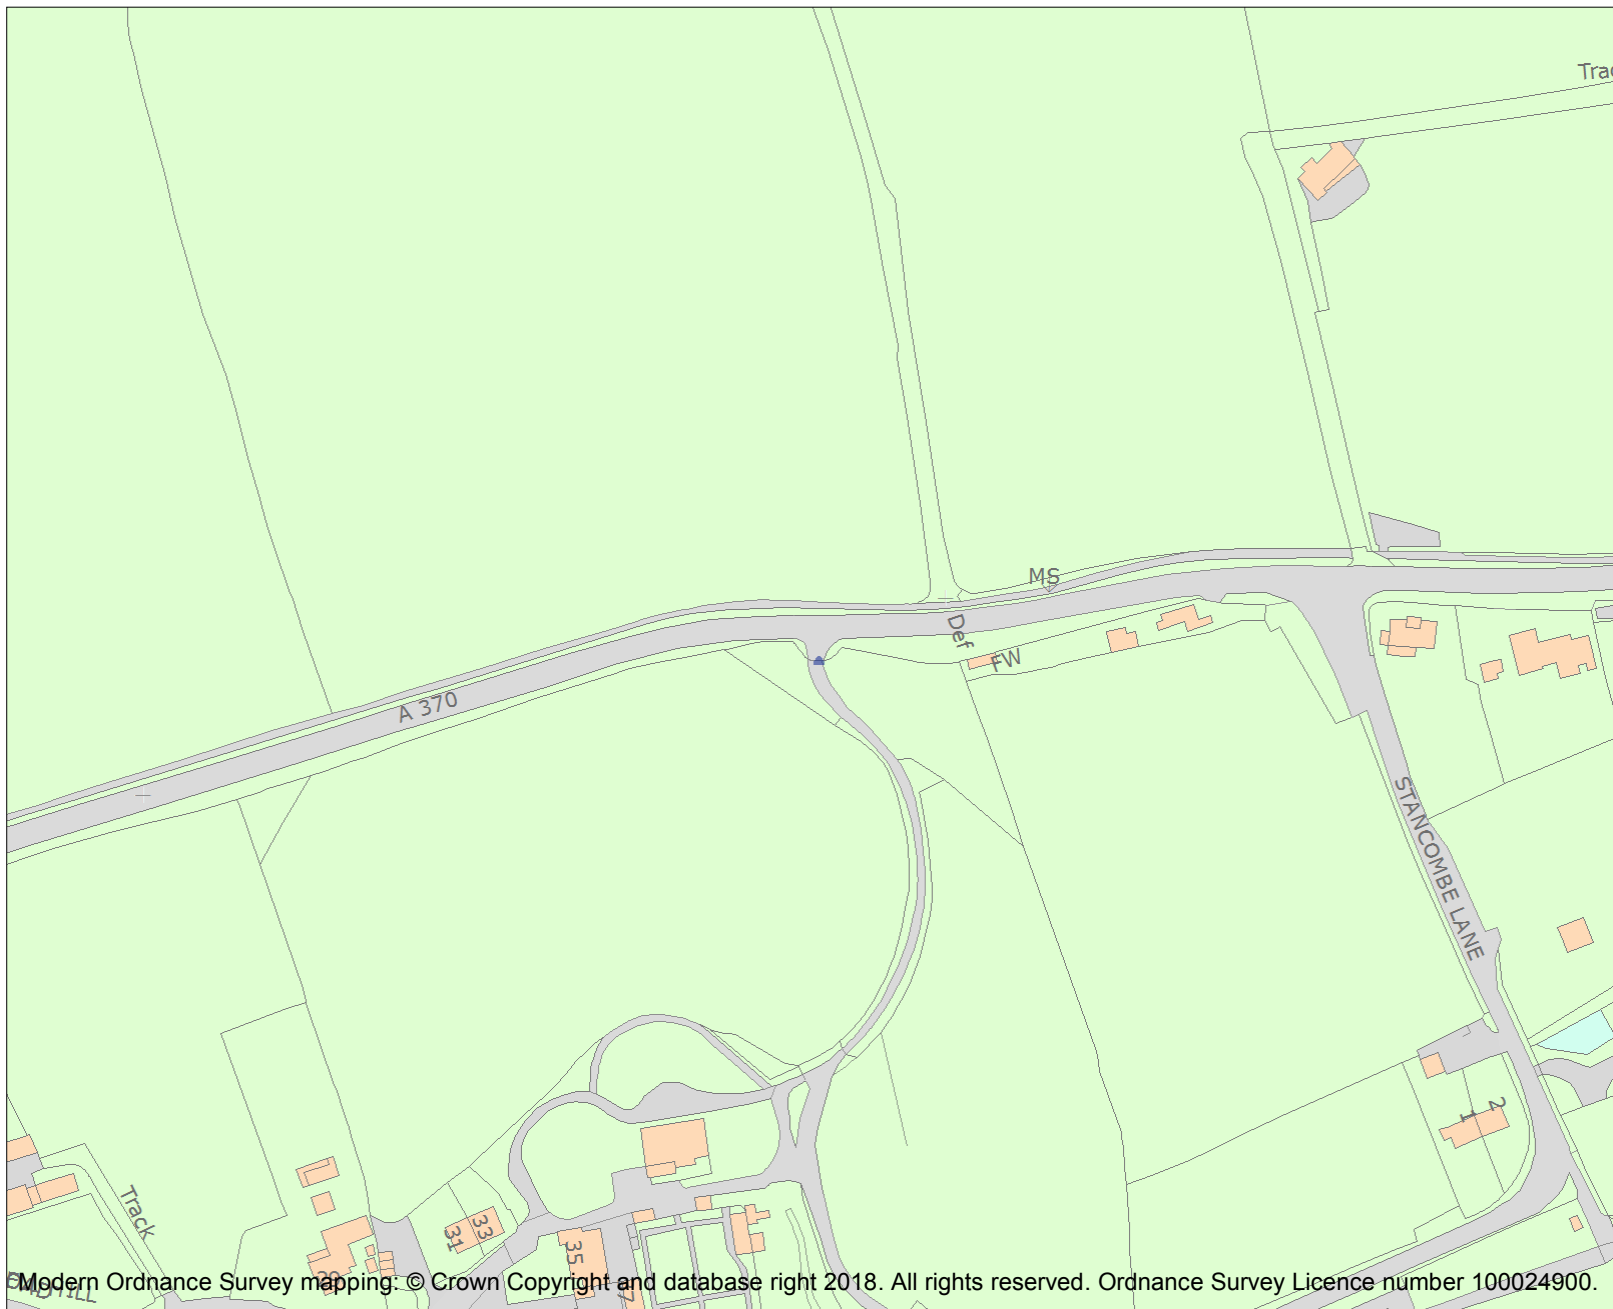 Trac
MS
Def
FW
A 370
STANCOMBE LANE
1
2
Track
31
33
35
Modern Ordnance Survey mapping: © Crown Copyright and database right 2018. All rights reserved. Ordnance Survey Licence number 100024900.